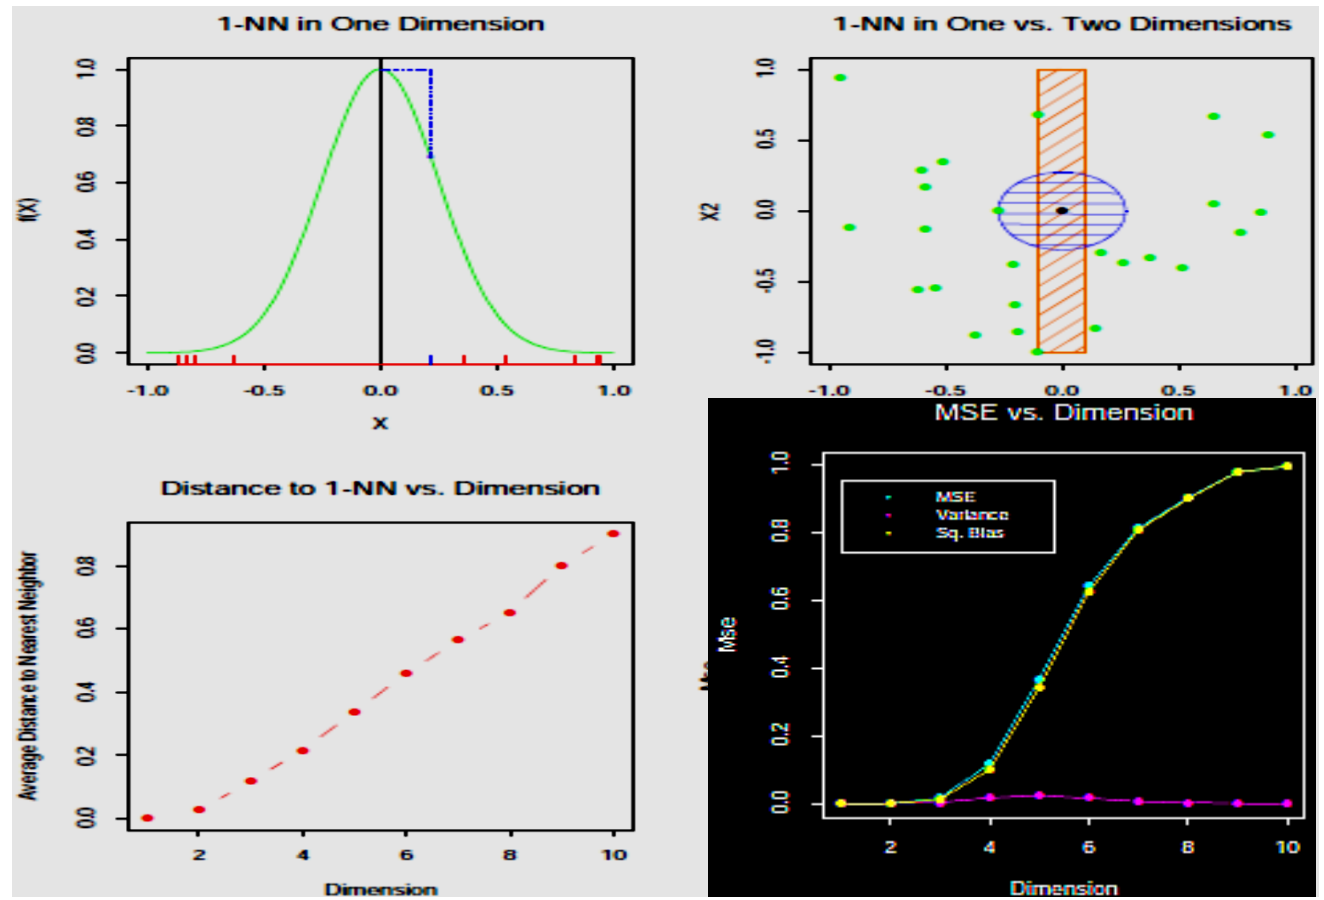 1-NN in One Dimension
f(X)
1.0
0.8
0.6
0.4
0.2
0.0
-1.0 -0.5 0.0 0.5 1.0
X
1-NN in One vs. Two Dimensions
X2
1.0
0.5
0.0
-0.5
-1.0
-1.0 -0.5 0.0 0.5 1.0
Distance to 1-NN vs. Dimension
Average Distance to Nearest Neighbor
0.8
0.6
0.4
0.2
0.0
2 4 6 8 10
Dimension
MSE vs. Dimension
Mse
1.0
0.8
0.6
0.4
0.2
0.0
MSE
Variance
Sq. Bias
2 4 6 8 10
Dimension